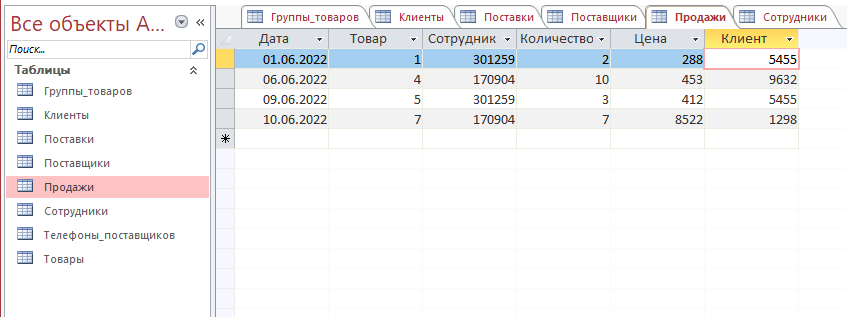 Все объекты A...
Поиск...
Таблицы
Группы_товаров
Клиенты
Поставки
Поставщики
Продажи
Сотрудники
Телефоны_поставщиков
Товары
Группы_товаров Клиенты Поставки Поставщики Продажи Сотрудники
Дата Товар Сотрудник Количество Цена Клиент
01.06.2022 1 301259 2 288 5455
06.06.2022 4 170904 10 453 9632
09.06.2022 5 301259 3 412 5455
10.06.2022 7 170904 7 8522 1298